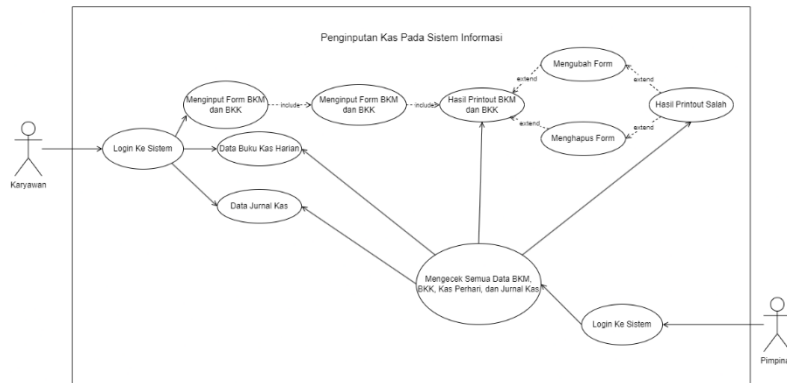 Penginputan Kas Pada Sistem Informasi
Mengubah Form
extend
extend
Menginput Form BKM
dan BKK
include
Menginput Form BKM
dan BKK
include
Hasil Printout BKM
dan BKK
Hasil Printout Salah
extend
extend
Menghapus Form
Karyawan
Login Ke Sistem
Data Buku Kas Harian
Data Jurnal Kas
Mengecek Semua Data BKM,
BKK, Kas Perhari, dan Jurnal Kas
Login Ke Sistem
Pimpina